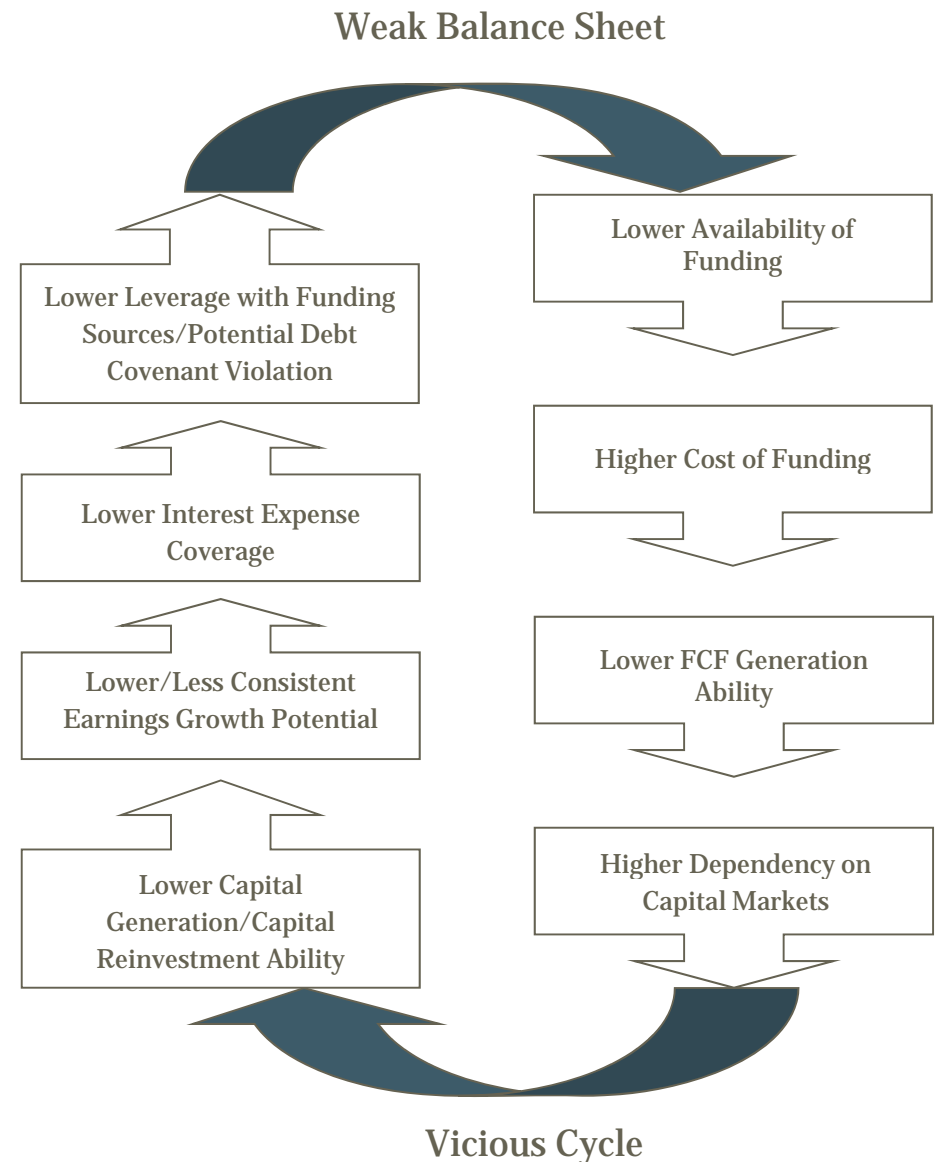 Weak Balance Sheet
Lower Availability of
Funding
Higher Cost of Funding
Lower FCF Generation
Ability
Higher Dependency on
Capital Markets
Lower Capital
Generation/Capital
Reinvestment Ability
Lower/Less Consistent
Earnings Growth Potential
Lower Interest Expense
Coverage
Lower Leverage with Funding
Sources/Potential Debt
Covenant Violation
Vicious Cycle